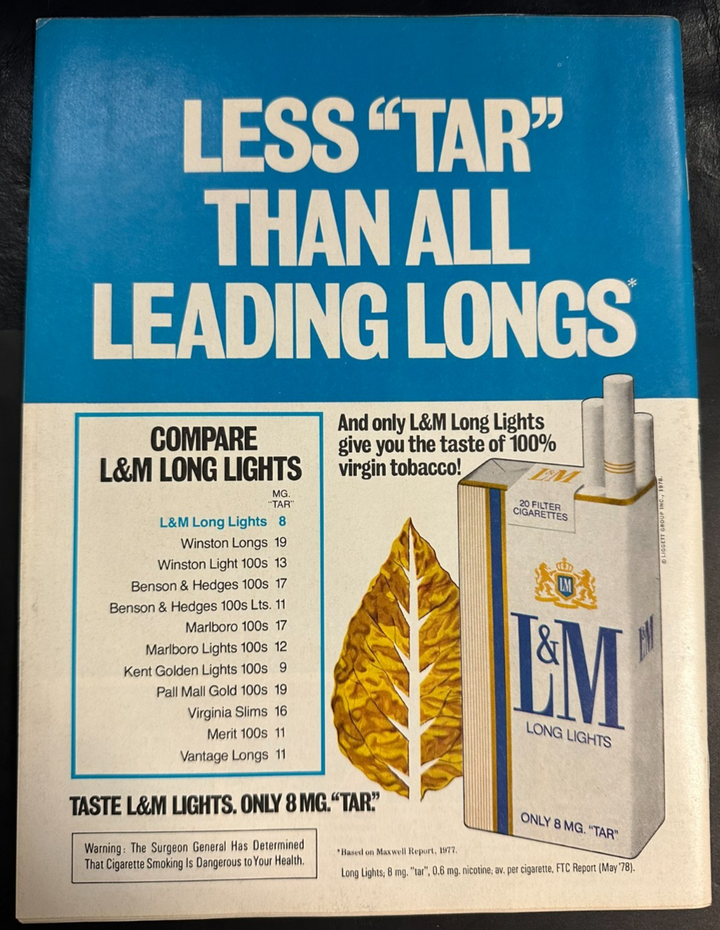 LESS “TAR”
THAN ALL
LEADING LONGS*
COMPARE
L&M LONG LIGHTS
MG.
"TAR"
L&M Long Lights 8
Winston Longs 19
Winston Light 100s 13
Benson & Hedges 100s 17
Benson & Hedges 100s Lts. 11
Marlboro 100s 17
Marlboro Lights 100s 12
Kent Golden Lights 100s 9
Pall Mall Gold 100s 19
Virginia Slims 16
Merit 100s 11
Vantage Longs 11
And only L&M Long Lights
give you the taste of 100%
virgin tobacco!
L&M
20 FILTER
CIGARETTES
LM
L&M
LONG LIGHTS
ONLY 8 MG. "TAR"
L&M
© LIGGETT GROUP INC., 1978.
TASTE L&M LIGHTS. ONLY 8 MG.“TAR.”
Warning: The Surgeon General Has Determined
That Cigarette Smoking Is Dangerous to Your Health.
*Based on Maxwell Report, 1977.
Long Lights; 8 mg. "tar", 0.6 mg. nicotine; av. per cigarette, FTC Report (May '78).